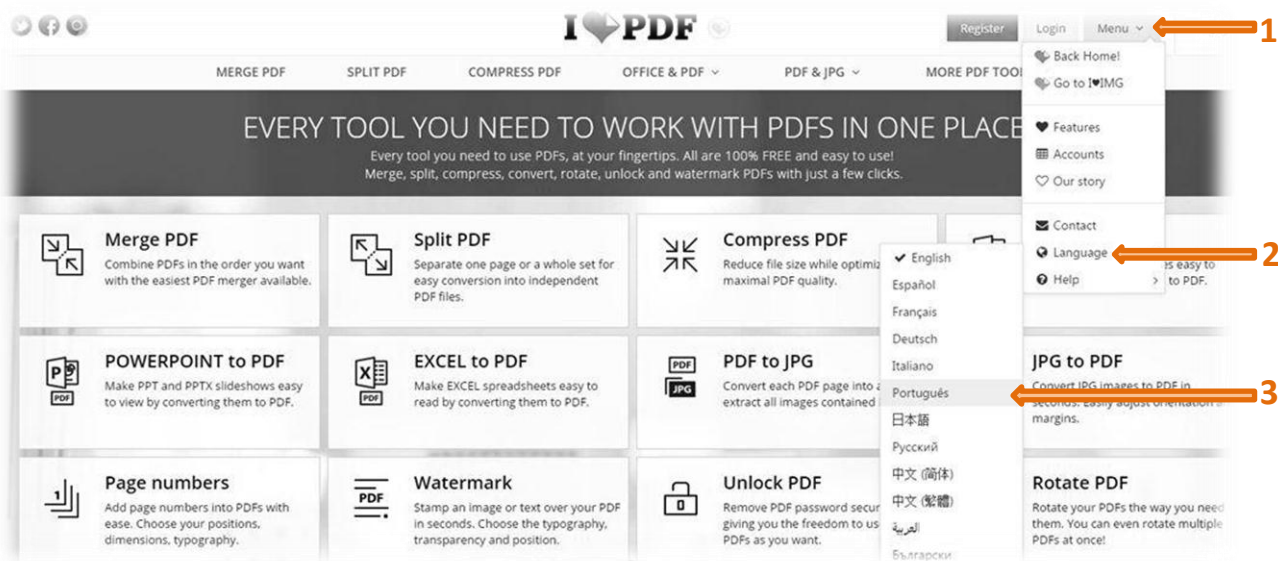 I PDF
Register Login Menu 1
MERGE PDF SPLIT PDF COMPRESS PDF OFFICE & PDF PDF & JPG MORE PDF TOO
Back Home!
Go to I♥IMG
Features
Accounts
Our story
Contact
Language 2
Help
EVERY TOOL YOU NEED TO WORK WITH PDFS IN ONE PLACE
Every tool you need to use PDFs, at your fingertips. All are 100% FREE and easy to use!
Merge, split, compress, convert, rotate, unlock and watermark PDFs with just a few clicks.
Merge PDF
Combine PDFs in the order you want
with the easiest PDF merger available.
Split PDF
Separate one page or a whole set for
easy conversion into independent
PDF files.
Compress PDF
Reduce file size while optimiz
maximal PDF quality.
es easy to
to PDF.
English
Español
Français
Deutsch
Italiano
Português 3
日本語
Русский
中文 (简体)
中文 (繁體)
العربية
Български
POWERPOINT to PDF
Make PPT and PPTX slideshows easy
to view by converting them to PDF.
P PDF
EXCEL to PDF
Make EXCEL spreadsheets easy to
read by converting them to PDF.
X PDF
PDF to JPG
Convert each PDF page into a
extract all images contained
PDF JPG
JPG to PDF
Convert JPG images to PDF in
seconds. Easily adjust orientation a
margins.
Page numbers
Add page numbers into PDFs with
ease. Choose your positions,
dimensions, typography.
1
Watermark
Stamp an image or text over your PDF
in seconds. Choose the typography,
transparency and position.
PDF
Unlock PDF
Remove PDF password secur
giving you the freedom to us
PDFs as you want.
Rotate PDF
Rotate your PDFs the way you need
them. You can even rotate multiple
PDFs at once!